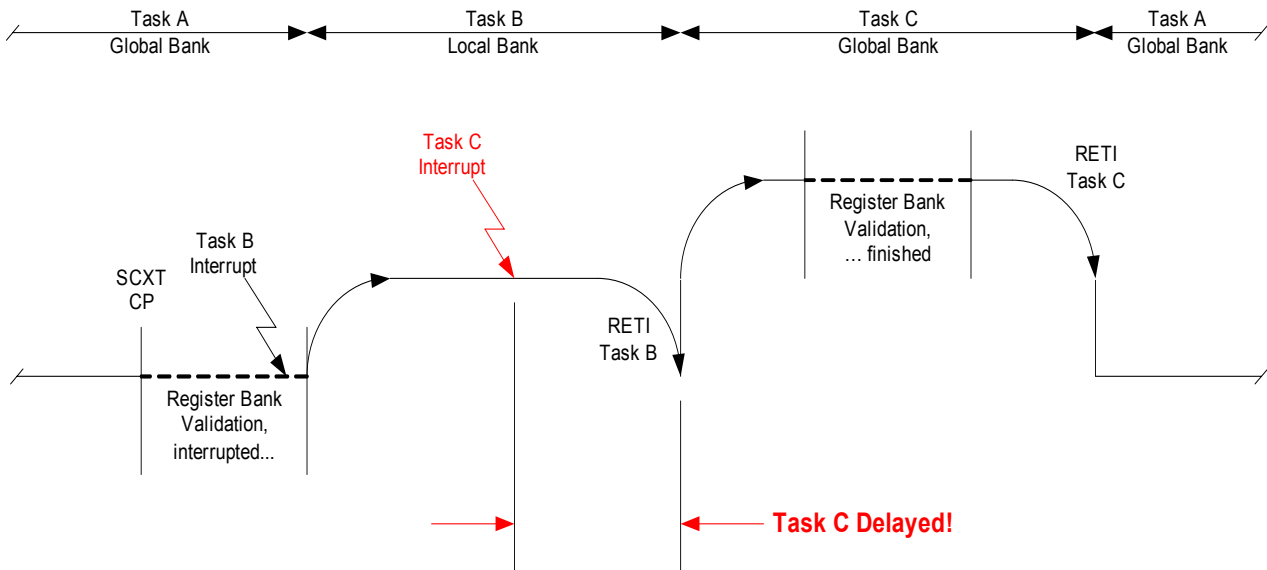 Task A
Global Bank
Task B
Local Bank
Task C
Global Bank
Task A
Global Bank
Task C
Interrupt
RETI
Task C
Register Bank
Validation,
... finished
Task B
Interrupt
SCXT
CP
RETI
Task B
Register Bank
Validation,
interrupted...
Task C Delayed!